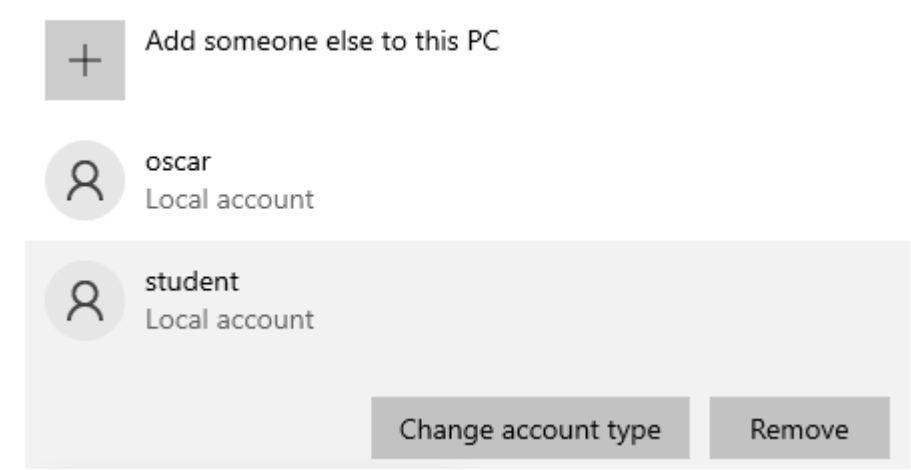 Add someone else to this PC
oscar
Local account
student
Local account
Change account type Remove